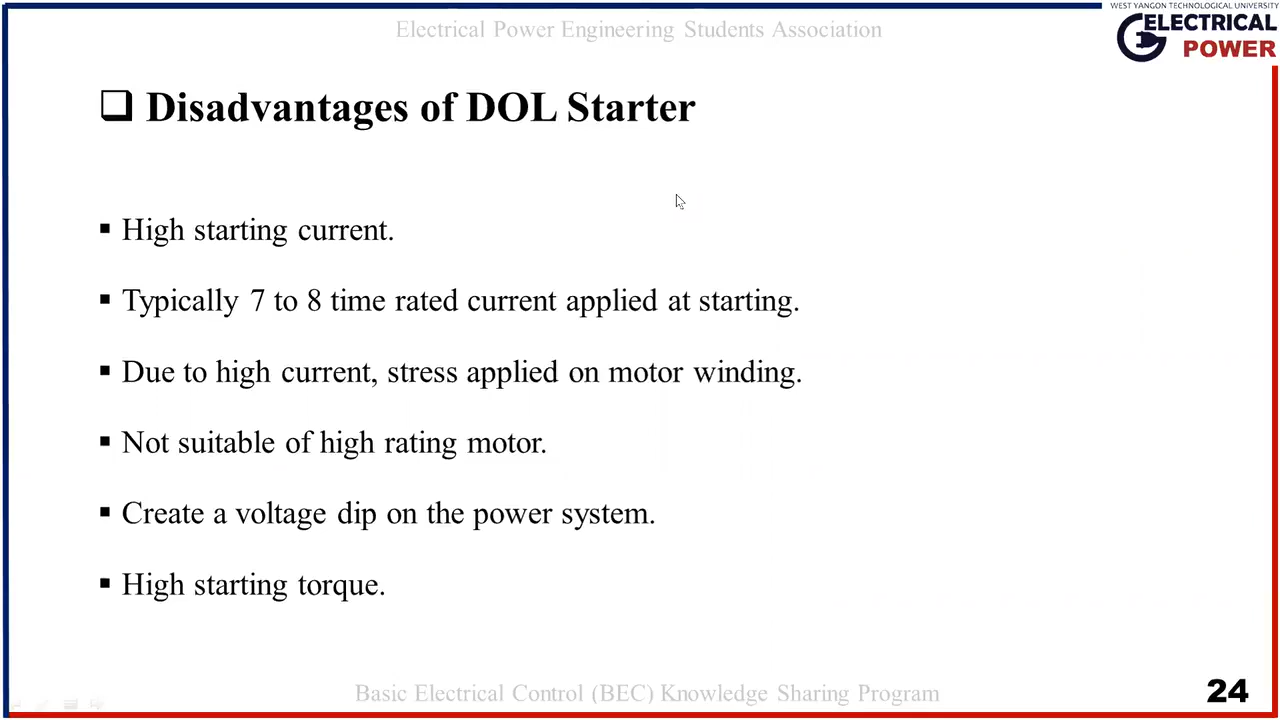 WEST YANGON TECHNOLOGICAL UNIVERSITY
Electrical Power Engineering Students Association
ELECTRICAL
POWER
Disadvantages of DOL Starter
High starting current.
Typically 7 to 8 time rated current applied at starting.
Due to high current, stress applied on motor winding.
Not suitable of high rating motor.
Create a voltage dip on the power system.
High starting torque.
Basic Electrical Control (BEC) Knowledge Sharing Program
24